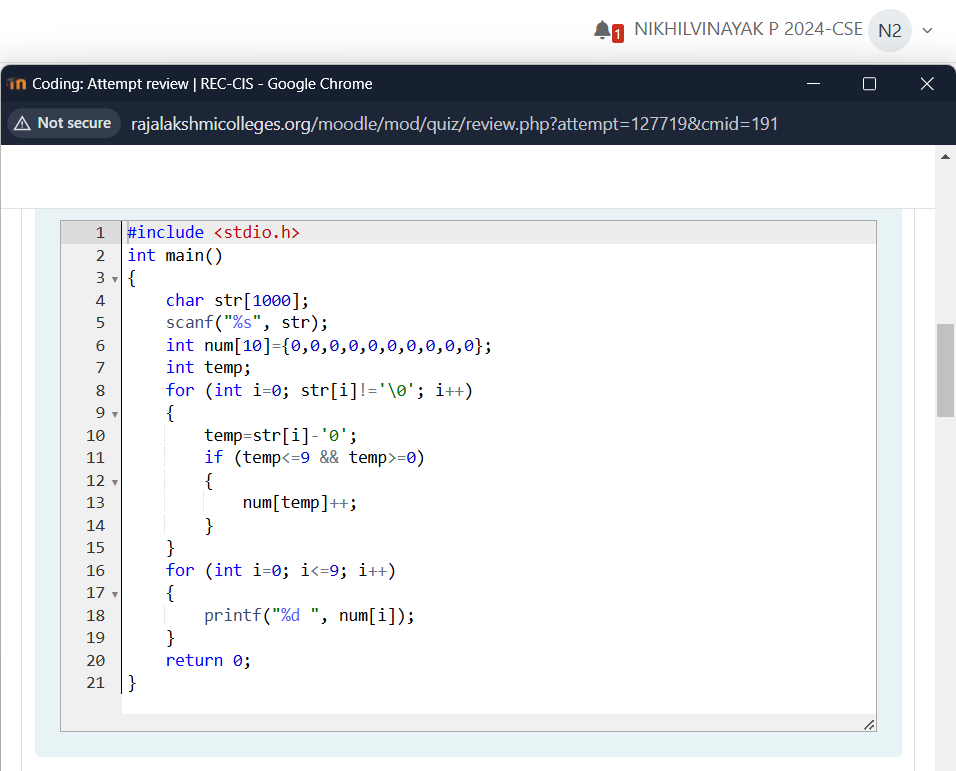 1 NIKHILVINAYAK P 2024-CSE N2
in Coding: Attempt review | REC-CIS - Google Chrome
Not secure rajalakshmicolleges.org/moodle/mod/quiz/review.php?attempt=127719&cmid=191
1 #include <stdio.h>
2 int main()
3 {
4     char str[1000];
5     scanf("%s", str);
6     int num[10]={0,0,0,0,0,0,0,0,0,0};
7     int temp;
8     for (int i=0; str[i]!='\0'; i++)
9     {
10         temp=str[i]-'0';
11         if (temp<=9 && temp>=0)
12         {
13             num[temp]++;
14         }
15     }
16     for (int i=0; i<=9; i++)
17     {
18         printf("%d ", num[i]);
19     }
20     return 0;
21 }